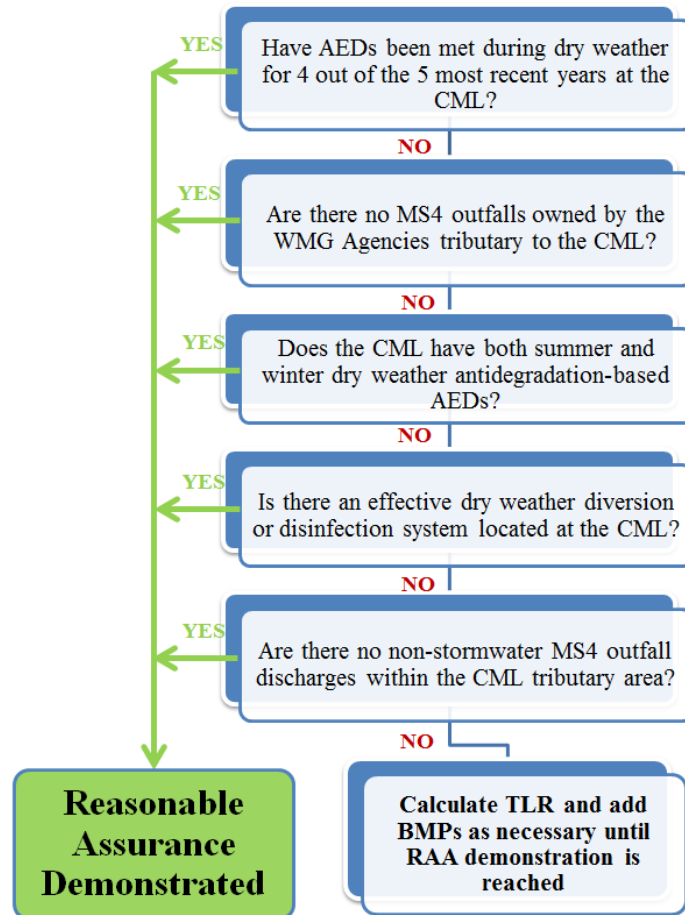 YES
Have AEDs been met during dry weather
for 4 out of the 5 most recent years at the
CML?
NO
YES
Are there no MS4 outfalls owned by the
WMG Agencies tributary to the CML?
NO
YES
Does the CML have both summer and
winter dry weather antidegradation-based
AEDs?
NO
YES
Is there an effective dry weather diversion
or disinfection system located at the CML?
NO
YES
Are there no non-stormwater MS4 outfall
discharges within the CML tributary area?
NO
Reasonable
Assurance
Demonstrated
Calculate TLR and add
BMPs as necessary until
RAA demonstration is
reached